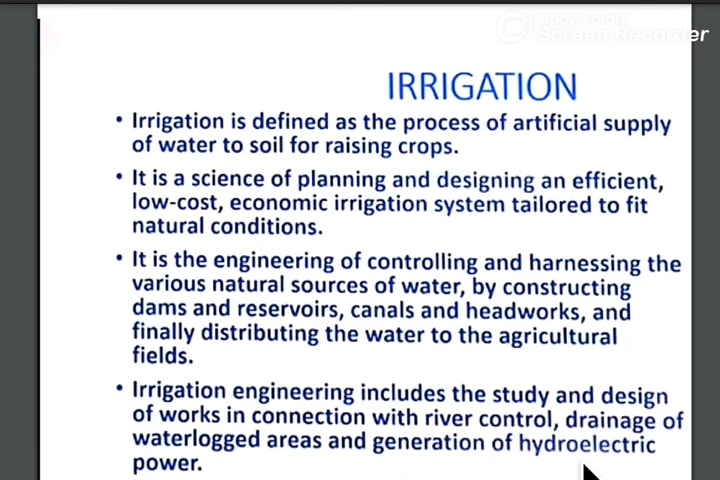 Apowersoft
Screen Recorder
IRRIGATION
• Irrigation is defined as the process of artificial supply
of water to soil for raising crops.
• It is a science of planning and designing an efficient,
low-cost, economic irrigation system tailored to fit
natural conditions.
• It is the engineering of controlling and harnessing the
various natural sources of water, by constructing
dams and reservoirs, canals and headworks, and
finally distributing the water to the agricultural
fields.
• Irrigation engineering includes the study and design
of works in connection with river control, drainage of
waterlogged areas and generation of hydroelectric
power.